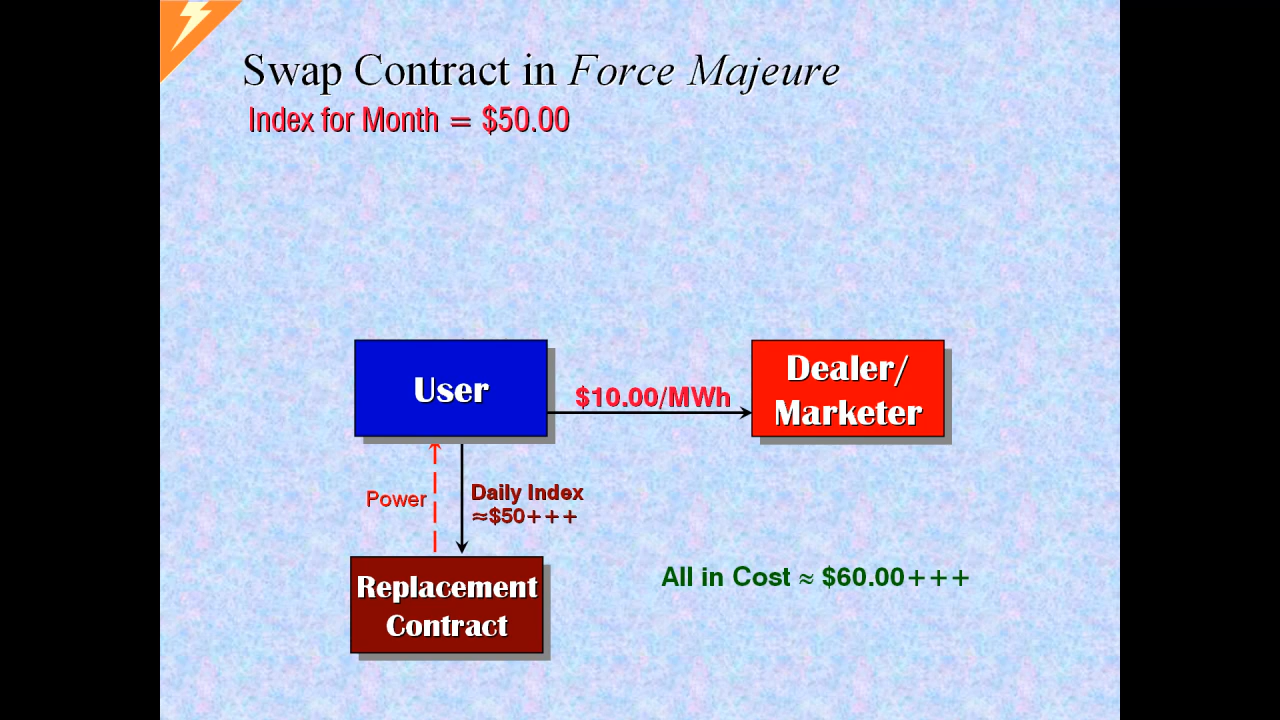 Swap Contract in Force Majeure
Index for Month = $50.00
User
$10.00/MWh
Dealer/
Marketer
Power
Daily Index
≈$50+++
Replacement
Contract
All in Cost ≈ $60.00+++